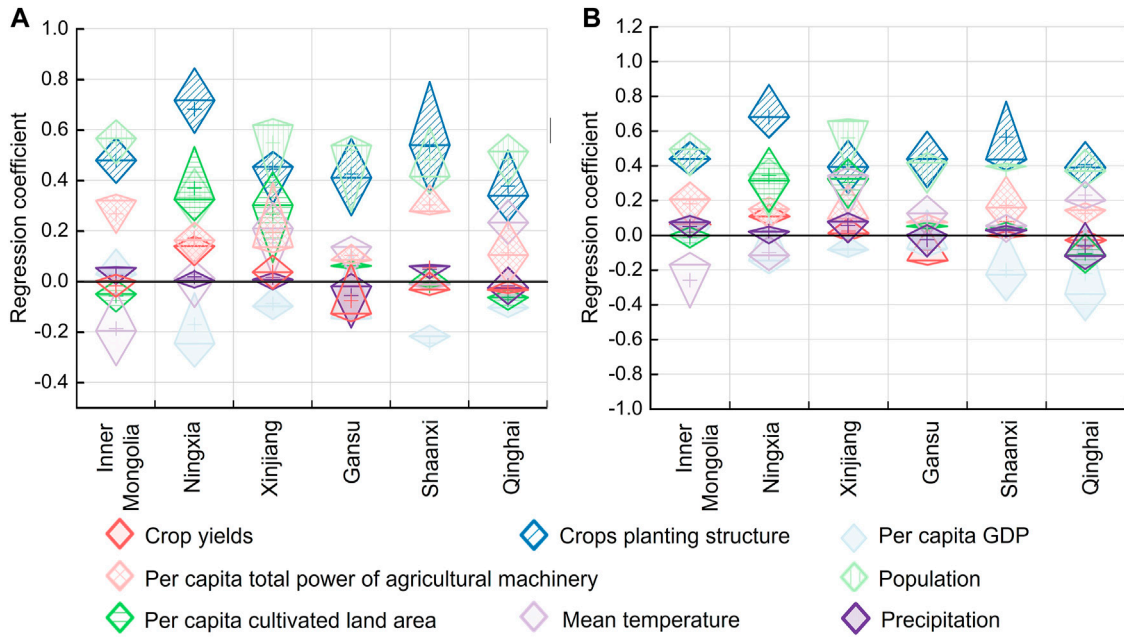 A
B
Regression coefficient
1.0
0.8
0.6
0.4
0.2
0.0
-0.2
-0.4
Inner
Mongolia
Ningxia
Xinjiang
Gansu
Shaanxi
Qinghai
Regression coefficient
1.2
1.0
0.8
0.6
0.4
0.2
0.0
-0.2
-0.4
-0.6
-0.8
-1.0
Inner
Mongolia
Ningxia
Xinjiang
Gansu
Shaanxi
Qinghai
Crop yields
Crops planting structure
Per capita GDP
Per capita total power of agricultural machinery
Population
Per capita cultivated land area
Mean temperature
Precipitation